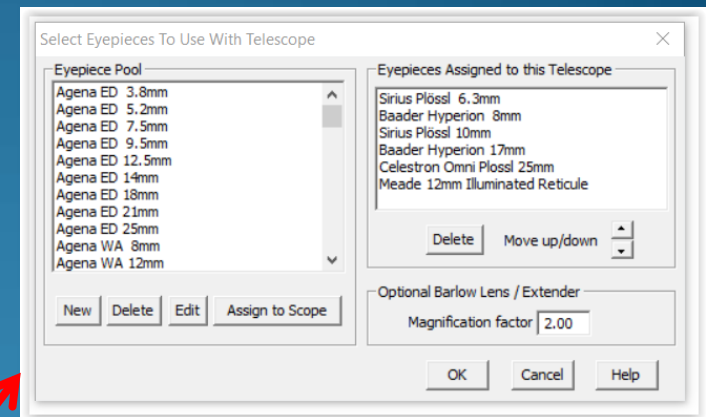 Select Eyepieces To Use With Telescope
Eyepiece Pool
Agena ED 3.8mm
Agena ED 5.2mm
Agena ED 7.5mm
Agena ED 9.5mm
Agena ED 12.5mm
Agena ED 14mm
Agena ED 18mm
Agena ED 21mm
Agena ED 25mm
Agena WA 8mm
Agena WA 12mm
New Delete Edit Assign to Scope
Eyepieces Assigned to this Telescope
Sirius Plössl 6.3mm
Baader Hyperion 8mm
Sirius Plössl 10mm
Baader Hyperion 17mm
Celestron Omni Plossl 25mm
Meade 12mm Illuminated Reticule
Delete Move up/down
Optional Barlow Lens / Extender
Magnification factor 2.00
OK Cancel Help